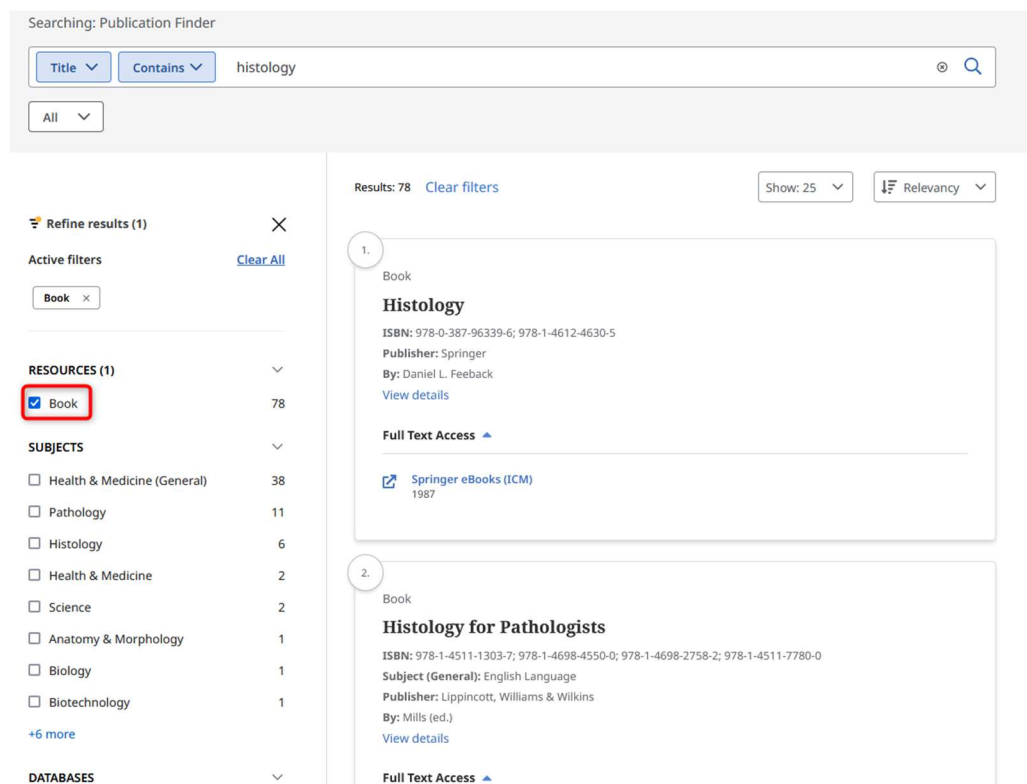 Searching: Publication Finder
Title Contains histology
All
Results: 78 Clear filters Show: 25 Relevancy
Refine results (1)
Active filters Clear All
Book ×
RESOURCES (1)
Book 78
SUBJECTS
Health & Medicine (General) 38
Pathology 11
Histology 6
Health & Medicine 2
Science 2
Anatomy & Morphology 1
Biology 1
Biotechnology 1
+6 more
DATABASES
1.
Book
Histology
ISBN: 978-0-387-96339-6; 978-1-4612-4630-5
Publisher: Springer
By: Daniel L. Feeback
View details
Full Text Access
Springer eBooks (ICM)
1987
2.
Book
Histology for Pathologists
ISBN: 978-1-4511-1303-7; 978-1-4698-4550-0; 978-1-4698-2758-2; 978-1-4511-7780-0
Subject (General): English Language
Publisher: Lippincott, Williams & Wilkins
By: Mills (ed.)
View details
Full Text Access